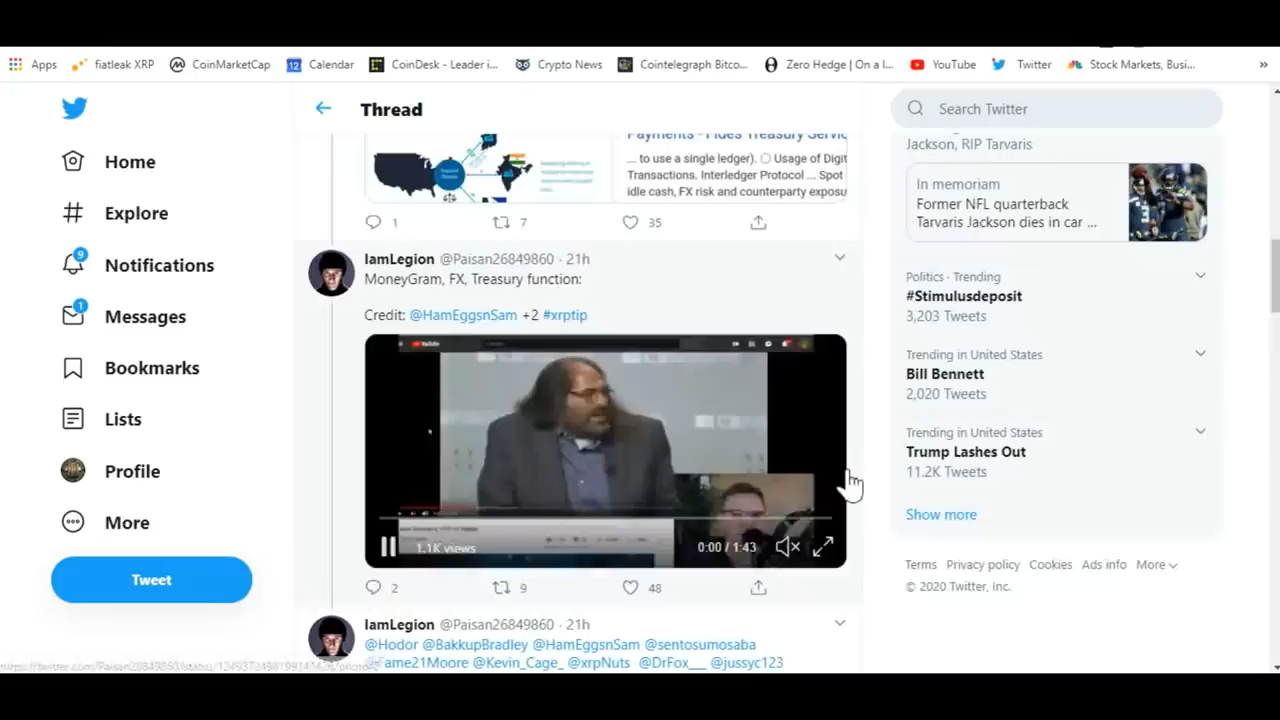 Apps
fiatleak XRP
CoinMarketCap
Calendar
CoinDesk - Leader i...
Crypto News
Cointelegraph Bitco...
Zero Hedge | On a l...
YouTube
Twitter
Stock Markets, Busi...
»
Home
Explore
Notifications
9
Messages
1
Bookmarks
Lists
Profile
More
Tweet
Thread
Payments - Fides Treasury Servic
... to use a single ledger). Usage of Digit
Transactions. Interledger Protocol ... Spot
idle cash, FX risk and counterparty exposu
1
7
35
IamLegion @Paisan26849860 · 21h
MoneyGram, FX, Treasury function:
Credit: @HamEggsnSam +2 #xrptip
YouTube
1.1K views
0:00 / 1:43
2
9
48
IamLegion @Paisan26849860 · 21h
@Hodor @BakkupBradley @HamEggsnSam @sentosumosaba
@Fame21Moore @Kevin_Cage_ @xrpNuts @DrFox___ @jussyc123
Search Twitter
Jackson, RIP Tarvaris
In memoriam
Former NFL quarterback
Tarvaris Jackson dies in car ...
Politics · Trending
#Stimulusdeposit
3,203 Tweets
Trending in United States
Bill Bennett
2,020 Tweets
Trending in United States
Trump Lashes Out
11.2K Tweets
Show more
Terms Privacy policy Cookies Ads info More
© 2020 Twitter, Inc.